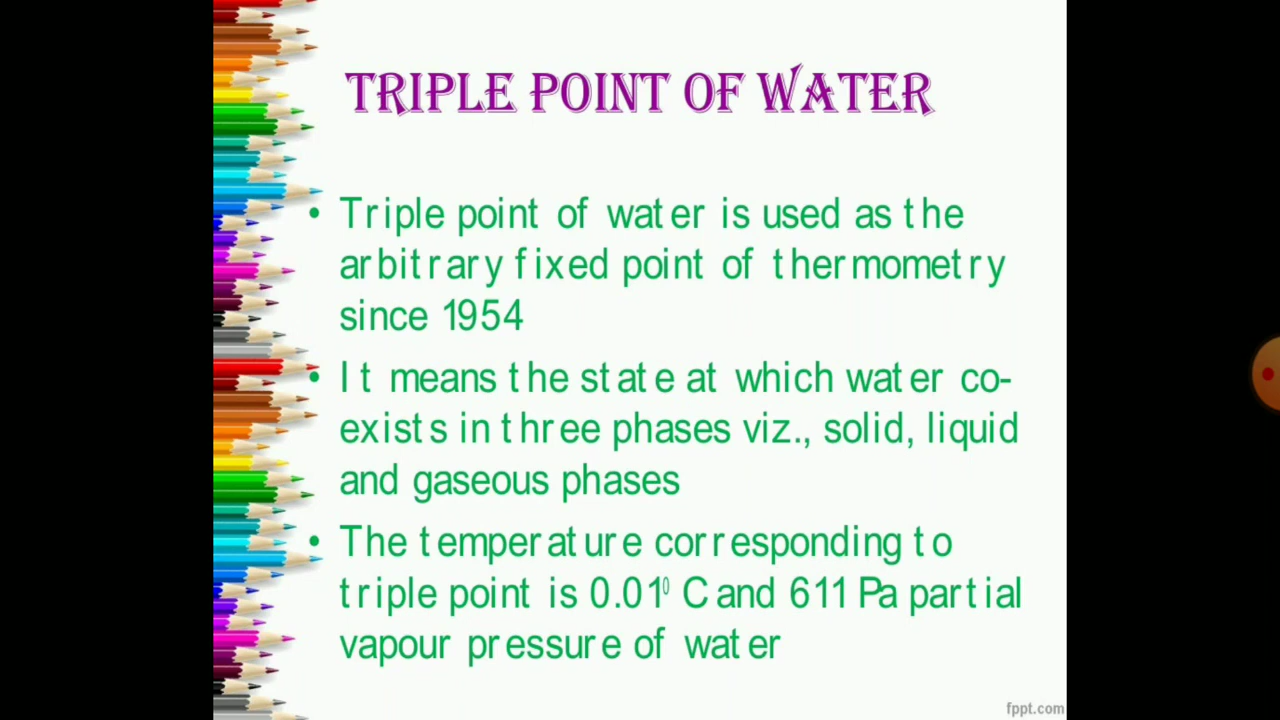 TRIPLE POINT OF WATER
• Triple point of water is used as the
arbitrary fixed point of thermometry
since 1954
• It means the state at which water co-
exists in three phases viz., solid, liquid
and gaseous phases
• The temperature corresponding to
triple point is 0.01⁰ C and 611 Pa partial
vapour pressure of water
fppt.com